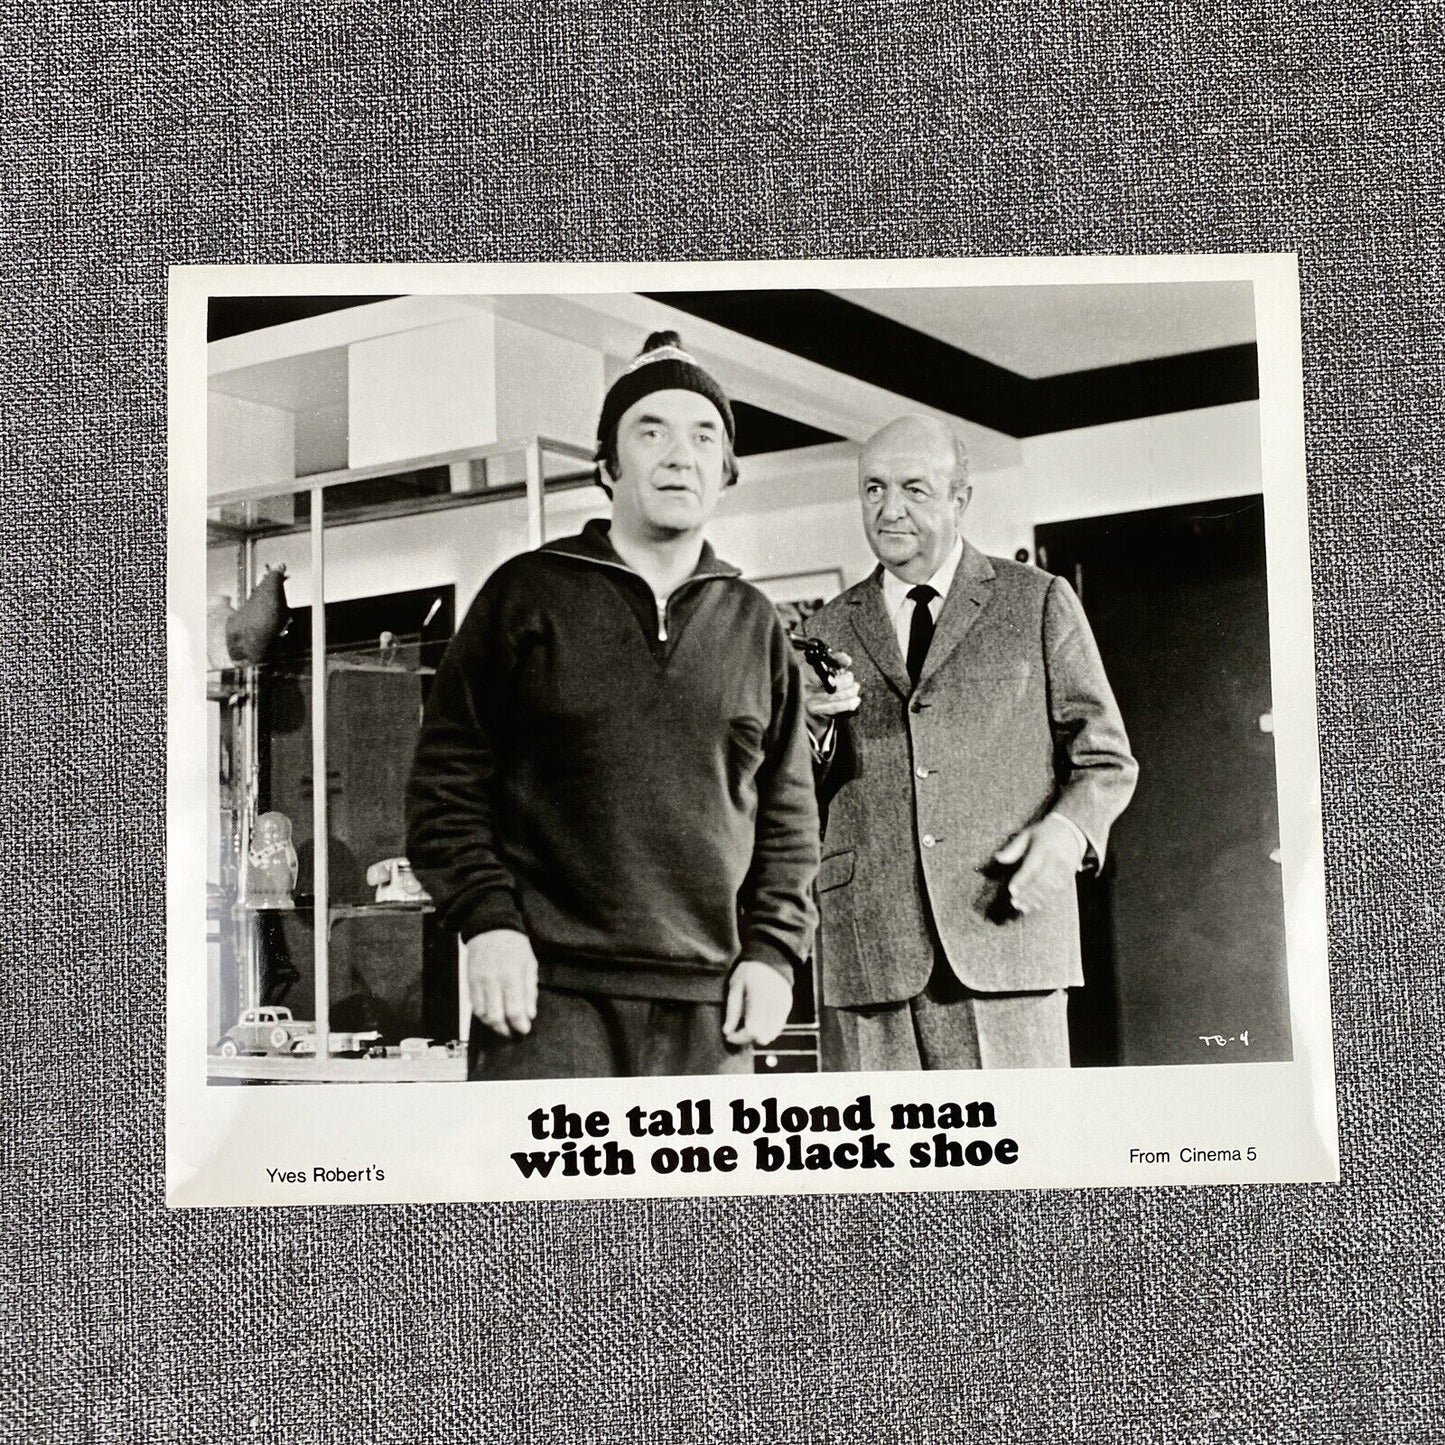 TB-4
the tall blond man
with one black shoe
Yves Robert's
From Cinema 5